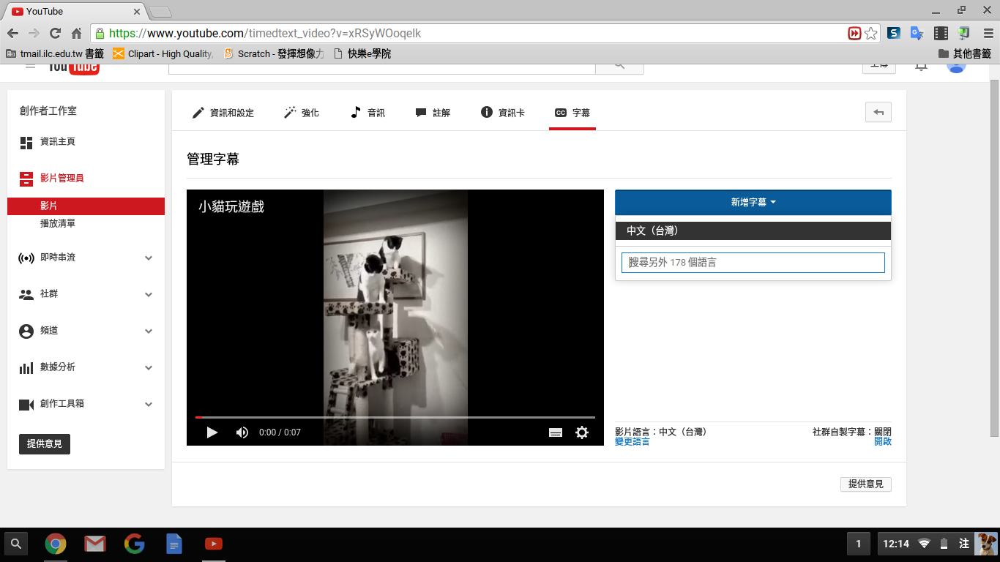 YouTube
https://www.youtube.com/timedtext_video?v=xRSyWOoqelk
tmail.ilc.edu.tw 書籤
Clipart - High Quality,
Scratch - 發揮想像力
快樂e學院
其他書籤
YouTube
上傳
創作者工作室
資訊主頁
影片管理員
影片
播放清單
即時串流
社群
頻道
數據分析
創作工具箱
提供意見
資訊和設定
強化
音訊
註解
資訊卡
CC 字幕
管理字幕
小貓玩遊戲
0:00 / 0:07
新增字幕
中文（台灣）
搜尋另外 178 個語言
影片語言：中文（台灣）
變更語言
社群自製字幕：關閉
開啟
提供意見
1
12:14
注